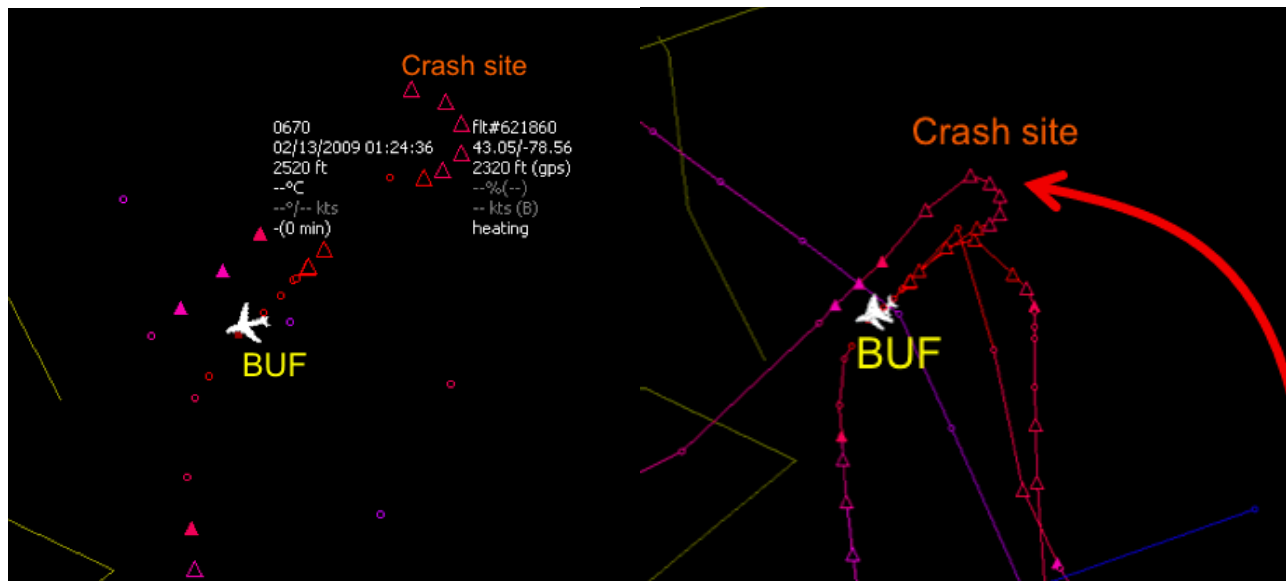 Crash site
0670
02/13/2009 01:24:36
2520 ft
--°C
--°/-- kts
-(0 min)
flt#621860
43.05/-78.56
2320 ft (gps)
--%(--)
-- kts (B)
heating
BUF
Crash site
BUF